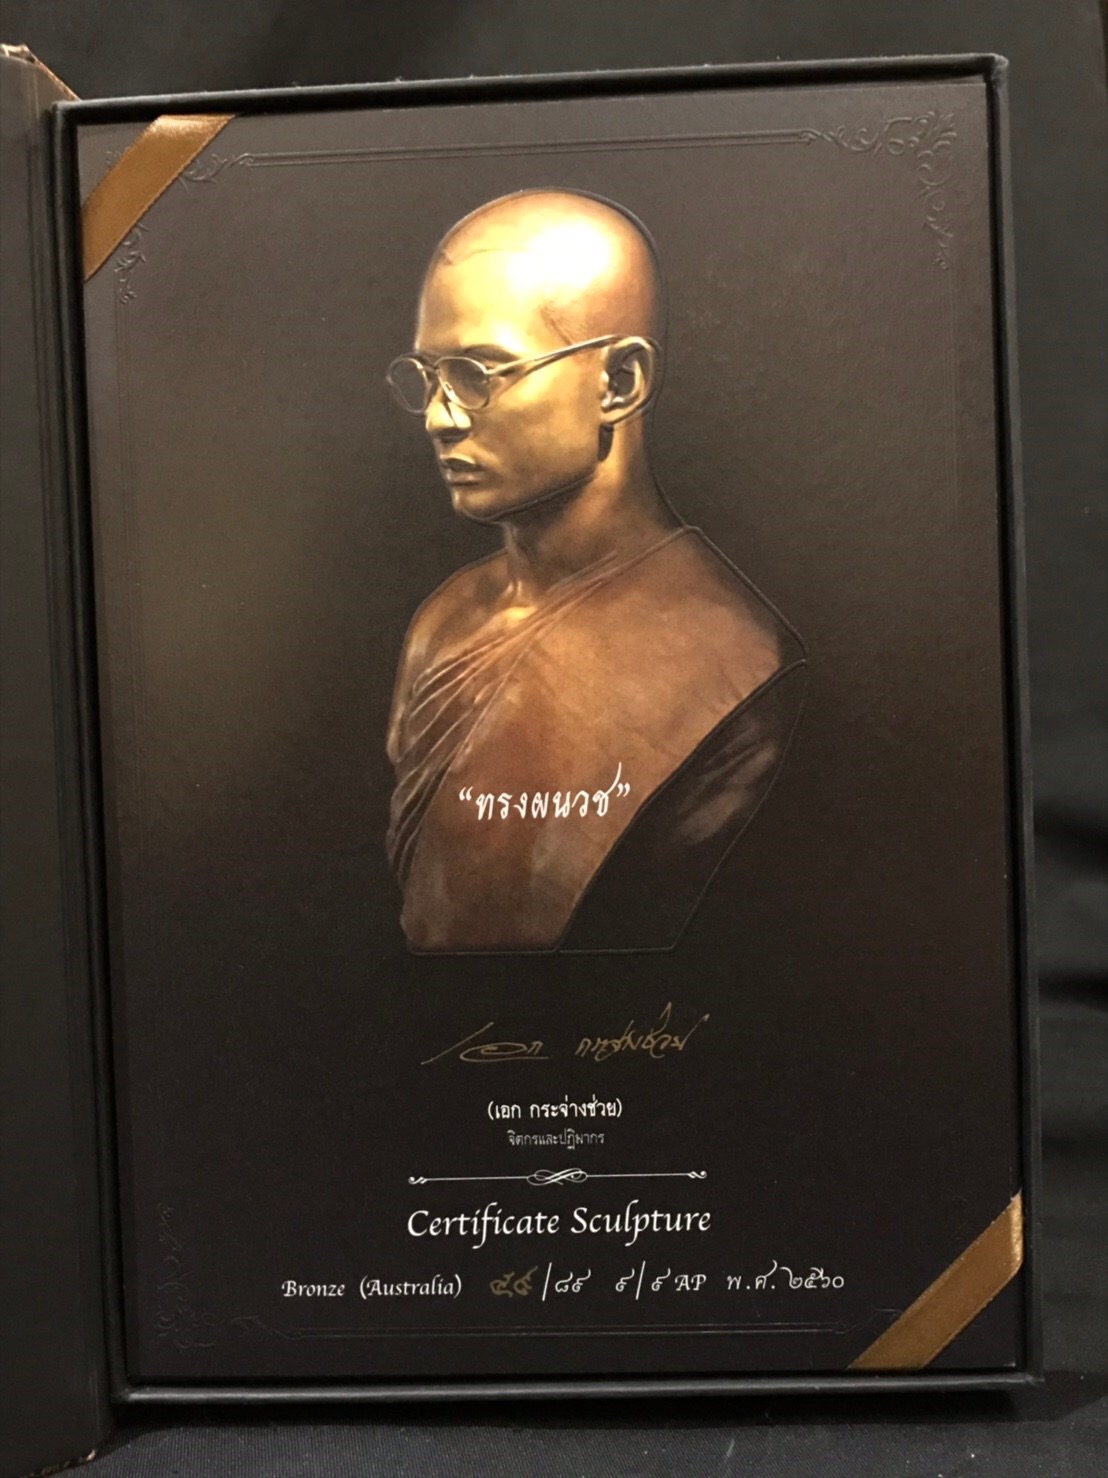 “ทรงผนวช”
เอก กระจ่างช่วย
(เอก กระจ่างช่วย)
จิตกรและปฏิมากร
Certificate Sculpture
Bronze (Australia) ๕๙/๘๙ ๙/๙ AP พ.ศ. ๒๕๖๐